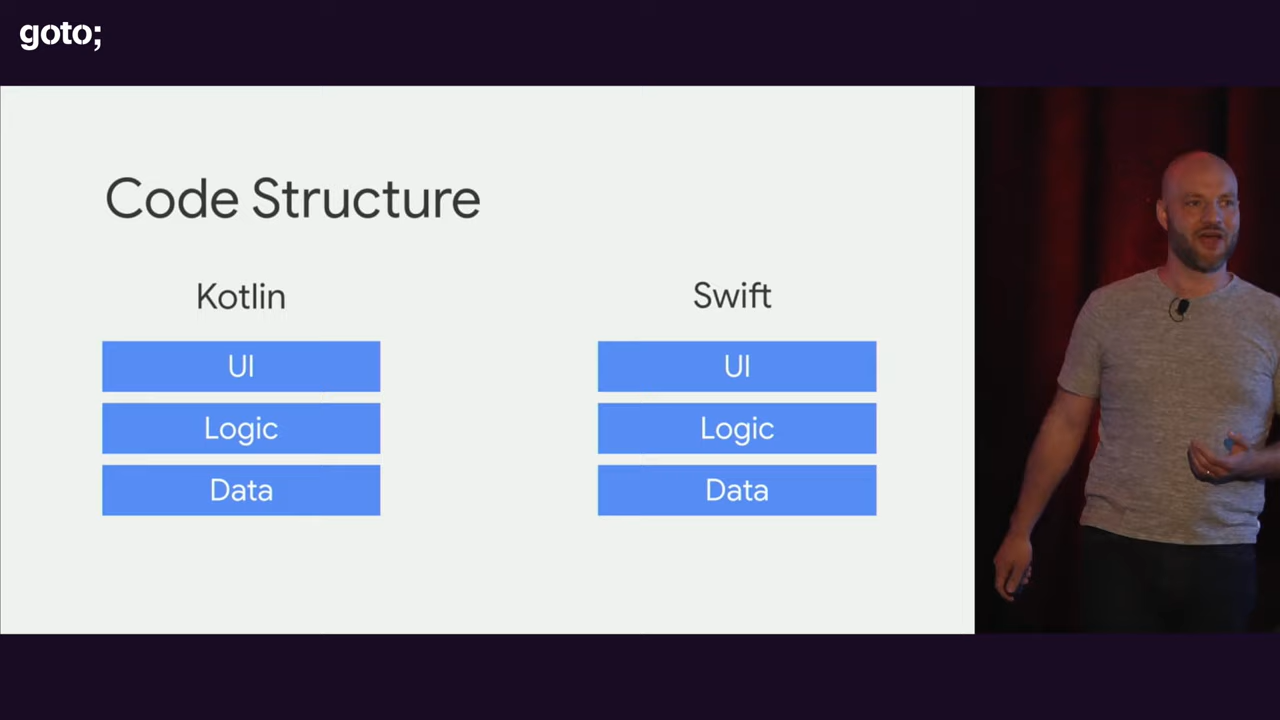 goto;
Code Structure
Kotlin
UI
Logic
Data
Swift
UI
Logic
Data